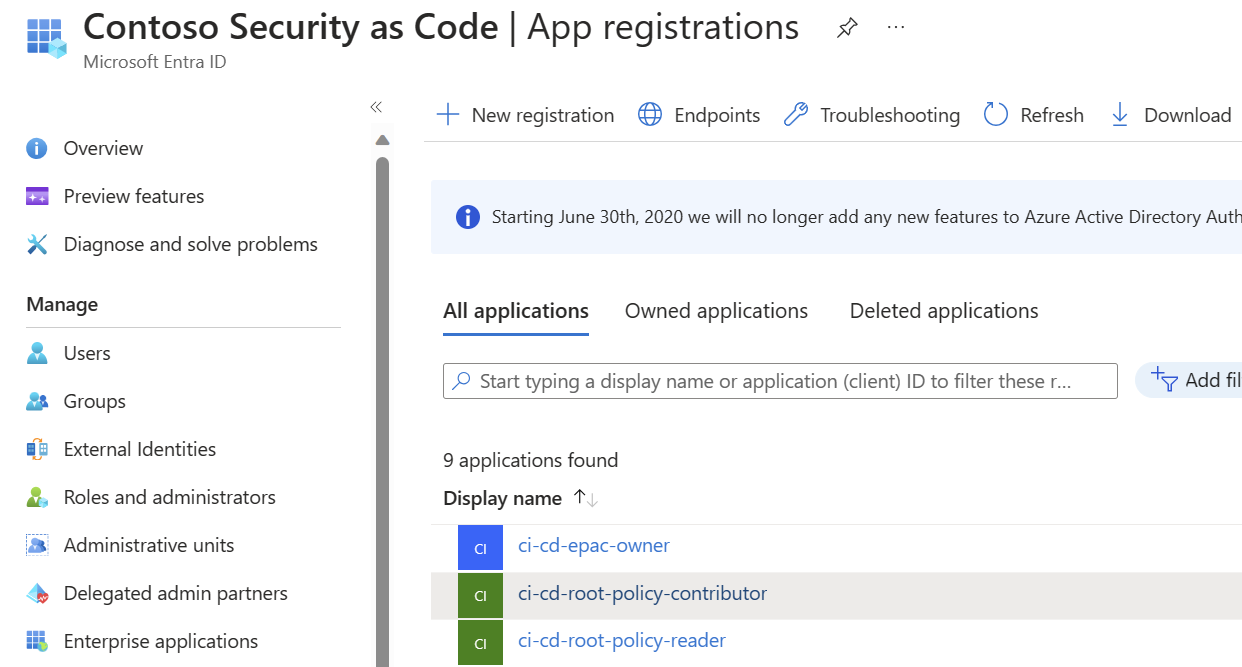 Contoso Security as Code | App registrations
Microsoft Entra ID
Overview
Preview features
Diagnose and solve problems
Manage
Users
Groups
External Identities
Roles and administrators
Administrative units
Delegated admin partners
Enterprise applications
New registration Endpoints Troubleshooting Refresh Download
Starting June 30th, 2020 we will no longer add any new features to Azure Active Directory Auth
All applications Owned applications Deleted applications
Start typing a display name or application (client) ID to filter these r...
Add fil
9 applications found
Display name
CI ci-cd-epac-owner
CI ci-cd-root-policy-contributor
CI ci-cd-root-policy-reader